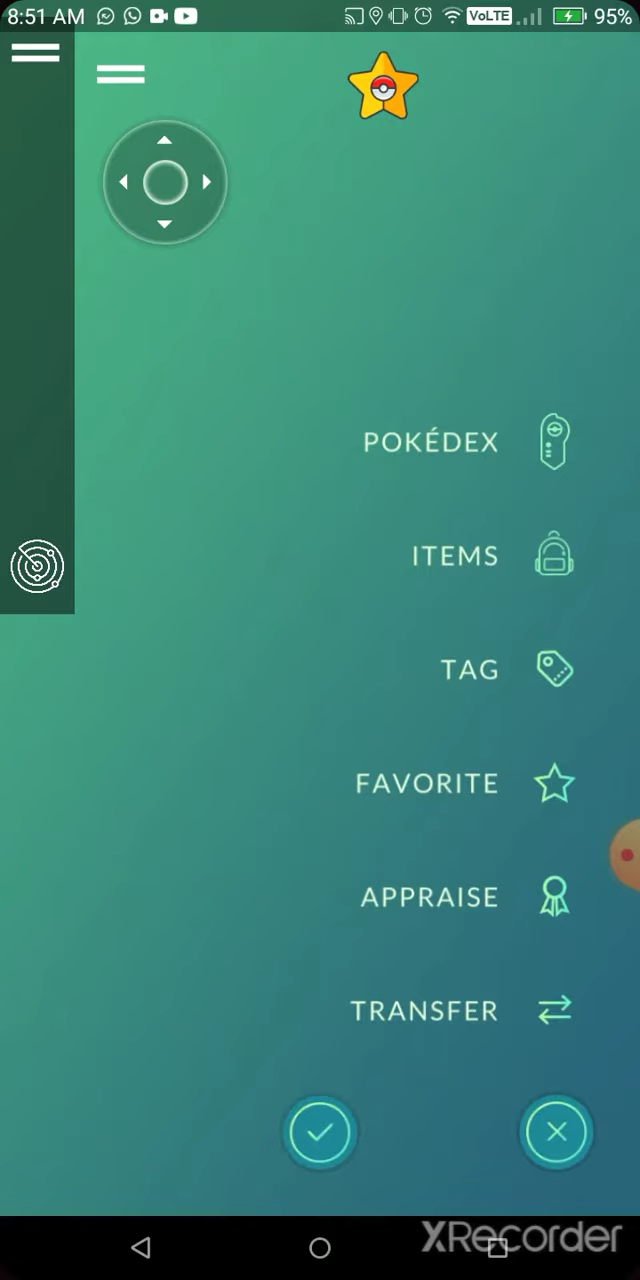 8:51 AM VoLTE 95%
POKÉDEX
ITEMS
TAG
FAVORITE
APPRAISE
TRANSFER
XRecorder